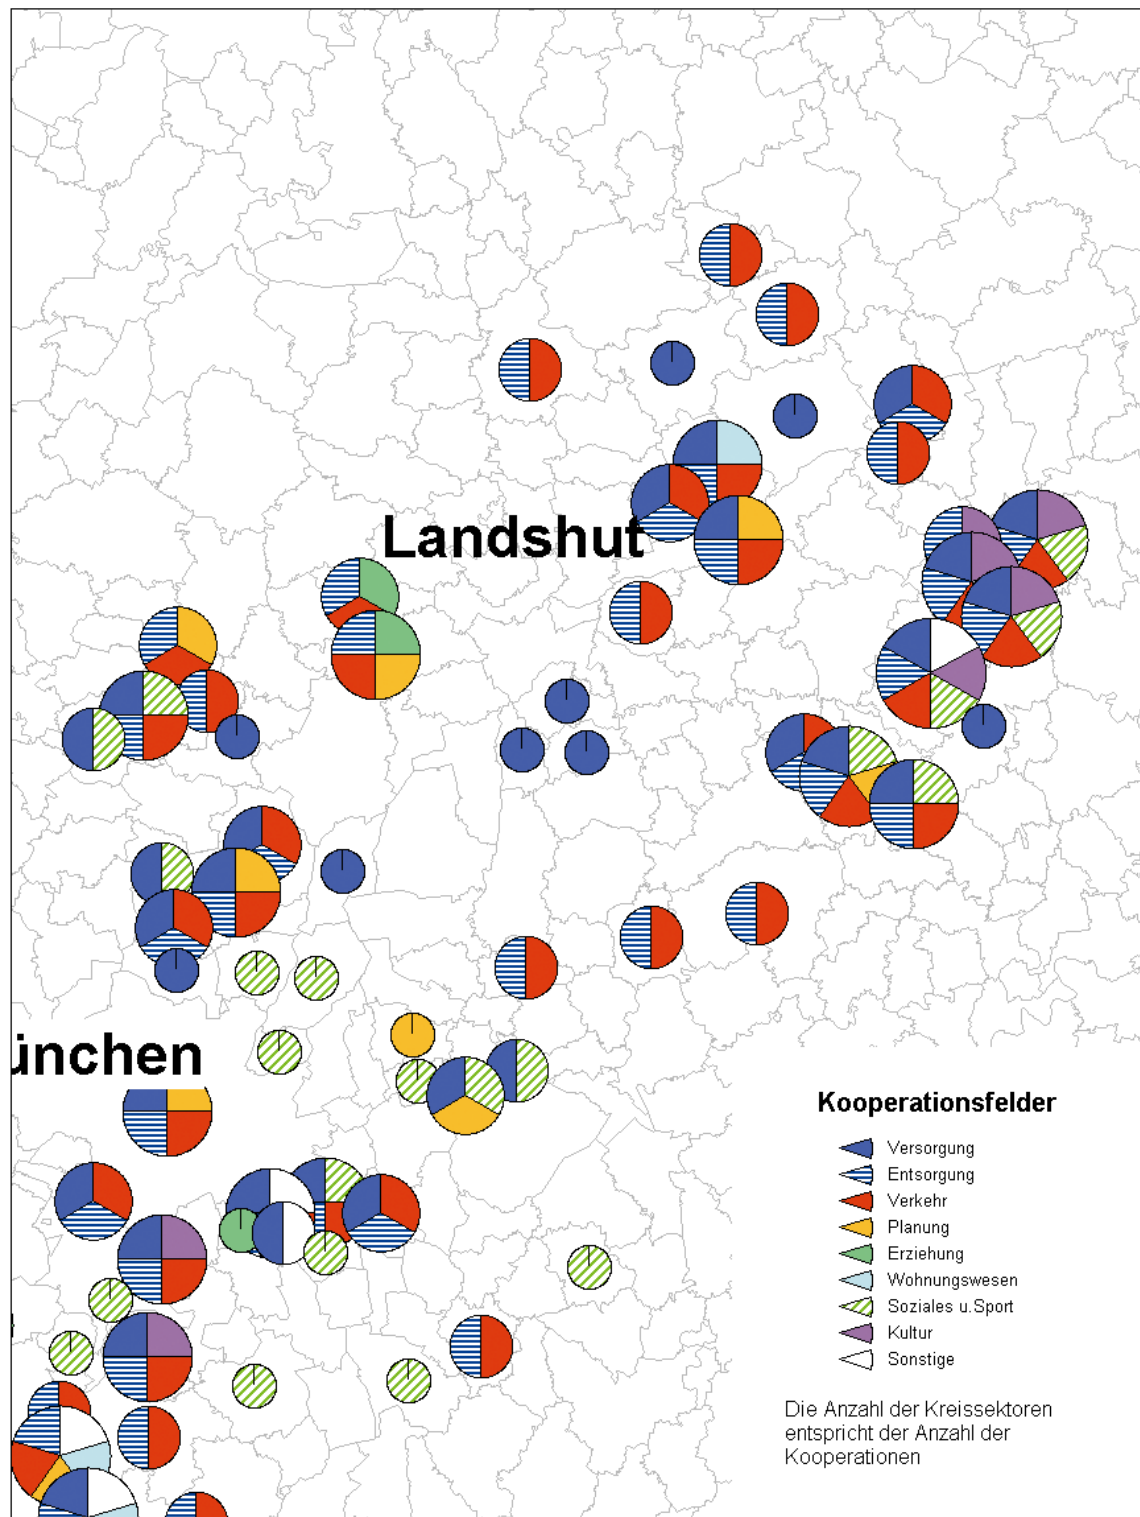 Landshut
ünchen
Kooperationsfelder
Versorgung
Entsorgung
Verkehr
Planung
Erziehung
Wohnungswesen
Soziales u.Sport
Kultur
Sonstige
Die Anzahl der Kreissektoren
entspricht der Anzahl der
Kooperationen